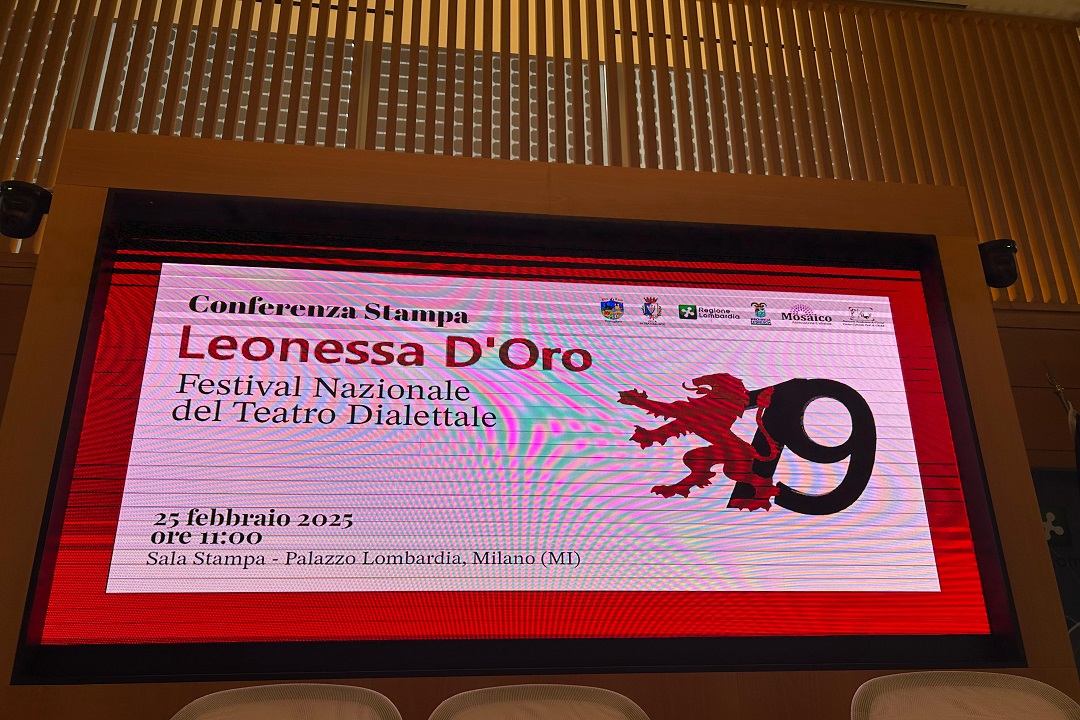 Conferenza Stampa
Regione
Lombardia
Mosaico
Leonessa D'Oro
Festival Nazionale
del Teatro Dialettale
9
25 febbraio 2025
ore 11:00
Sala Stampa - Palazzo Lombardia, Milano (MI)